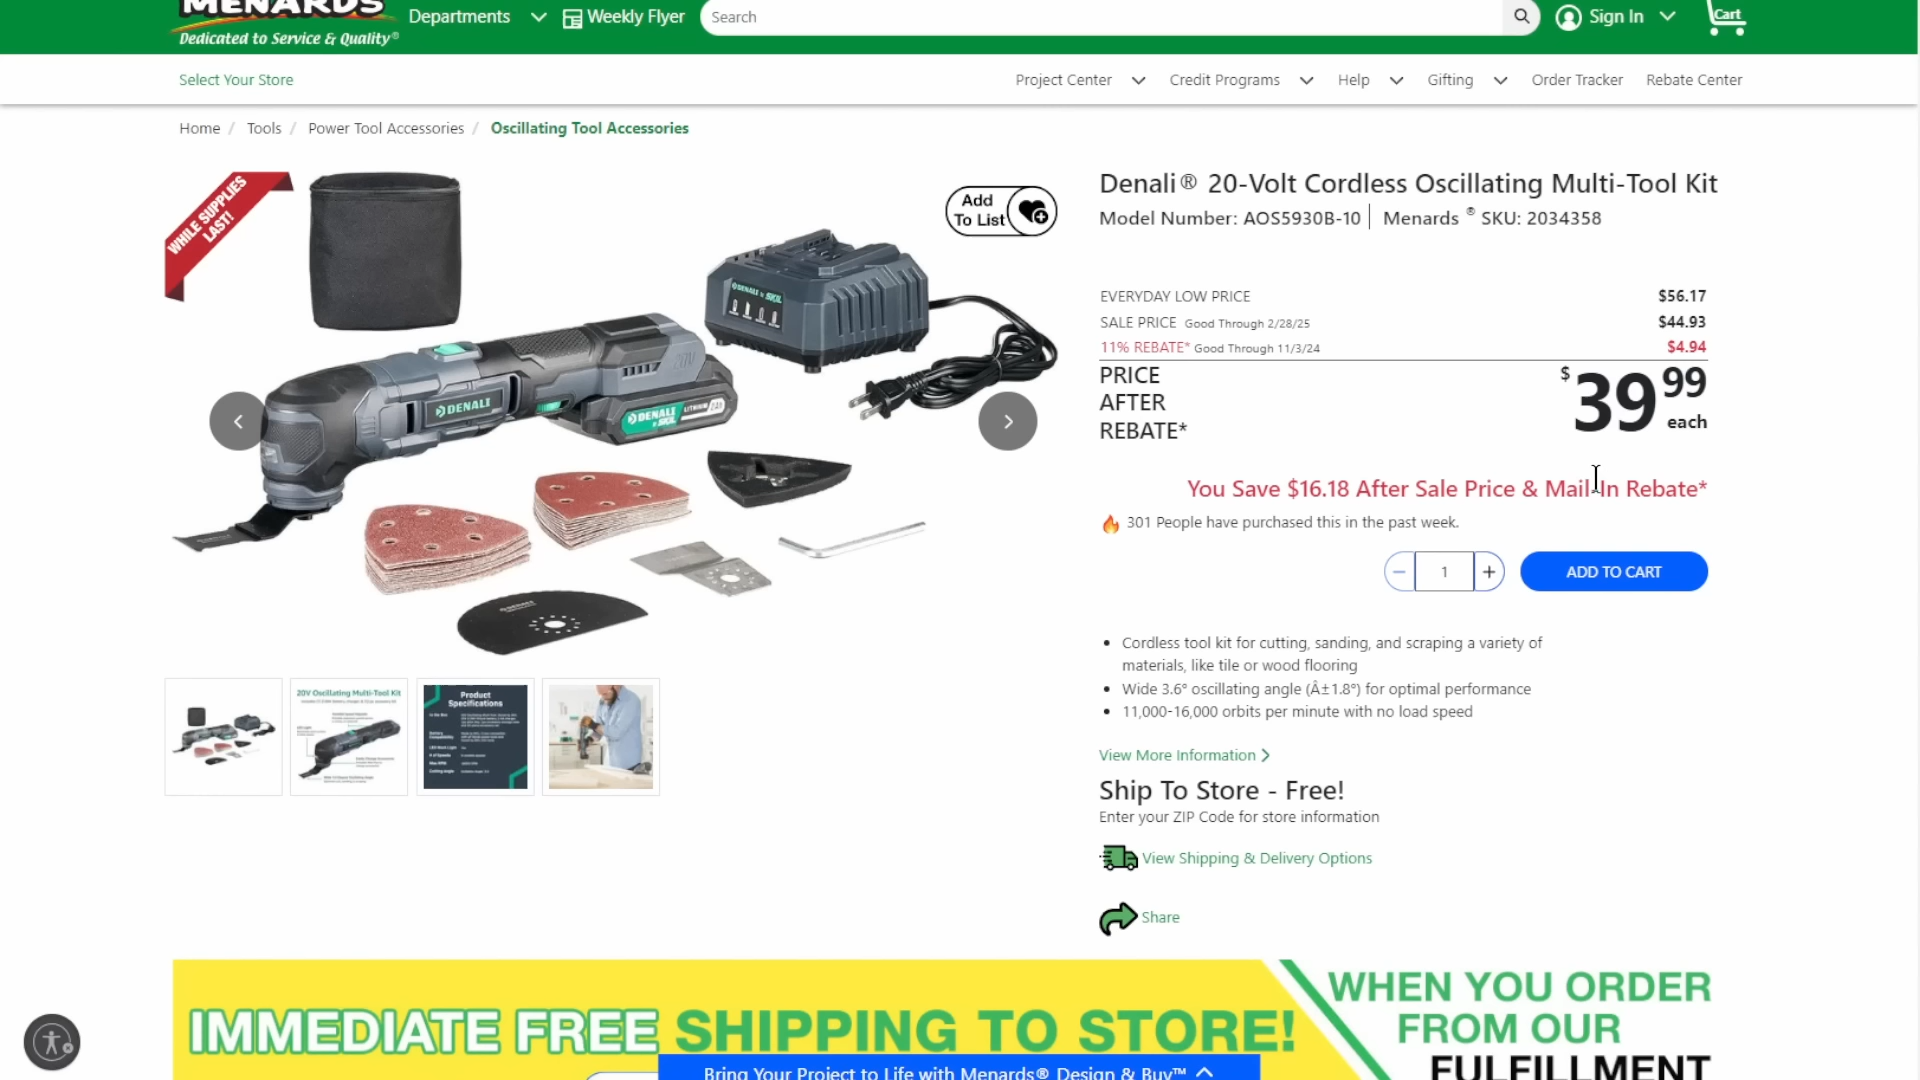 MENARDS
Dedicated to Service & Quality®
Departments
Weekly Flyer
Search
Sign In
Cart
Select Your Store
Project Center
Credit Programs
Help
Gifting
Order Tracker
Rebate Center
Home / Tools / Power Tool Accessories / Oscillating Tool Accessories
WHILE SUPPLIES
LAST!
Add
To List
DENALI
20V
DENALI
LITHIUM
Denali® 20-Volt Cordless Oscillating Multi-Tool Kit
Model Number: AOS5930B-10 | Menards ® SKU: 2034358
EVERYDAY LOW PRICE $56.17
SALE PRICE Good Through 2/28/25 $44.93
11% REBATE* Good Through 11/3/24 $4.94
PRICE
AFTER
REBATE*
$39 99
each
You Save $16.18 After Sale Price & Mail-In Rebate*
301 People have purchased this in the past week.
1
ADD TO CART
• Cordless tool kit for cutting, sanding, and scraping a variety of
materials, like tile or wood flooring
• Wide 3.6° oscillating angle (Â±1.8°) for optimal performance
• 11,000-16,000 orbits per minute with no load speed
View More Information
Ship To Store - Free!
Enter your ZIP Code for store information
View Shipping & Delivery Options
Share
20V Oscillating Multi-Tool Kit
Product
Specifications
IMMEDIATE FREE SHIPPING TO STORE!
WHEN YOU ORDER
FROM OUR
FULFILLMENT
Bring Your Project to Life with Menards® Design & Buy™